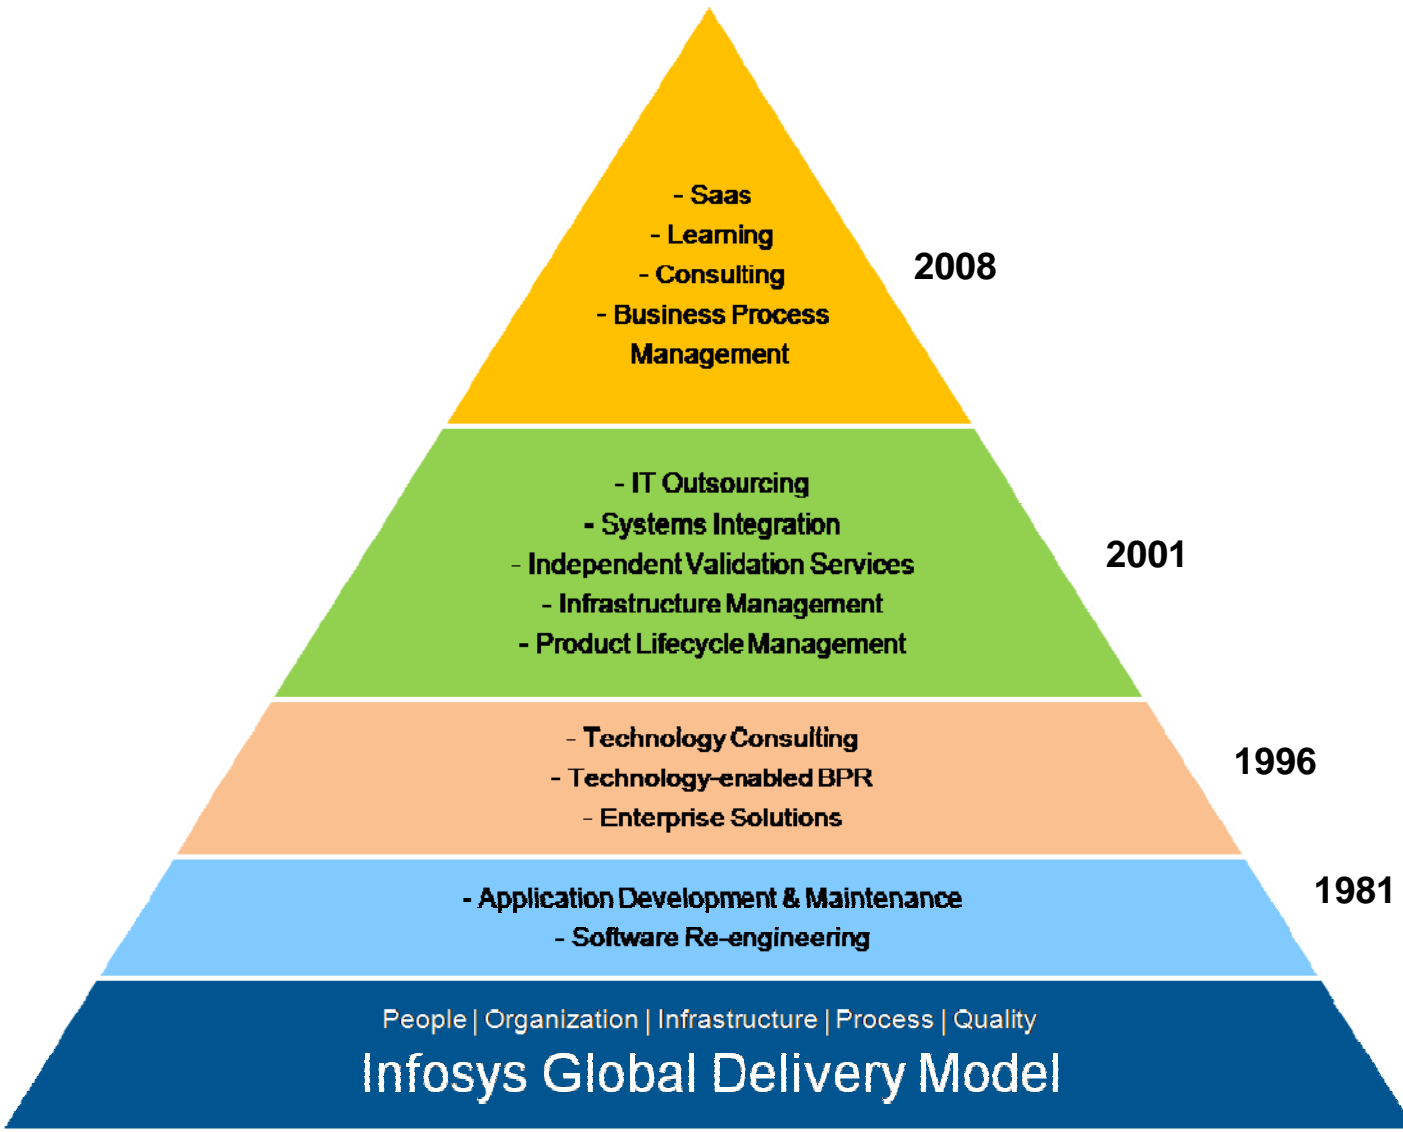 - Saas
- Learning
- Consulting
- Business Process
Management
2008
- IT Outsourcing
- Systems Integration
- Independent Validation Services
- Infrastructure Management
- Product Lifecycle Management
2001
- Technology Consulting
- Technology-enabled BPR
- Enterprise Solutions
1996
- Application Development & Maintenance
- Software Re-engineering
1981
People | Organization | Infrastructure | Process | Quality
Infosys Global Delivery Model